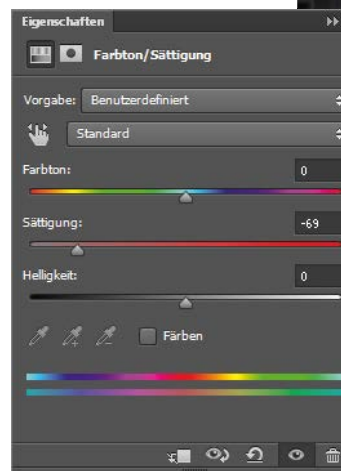 Eigenschaften
Farbton/Sättigung
Vorgabe: Benutzerdefiniert
Standard
Farbton: 0
Sättigung: -69
Helligkeit: 0
Färben